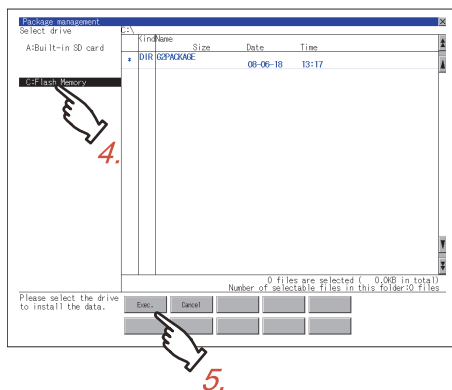 Package management
Select drive
C:\
A:Built-in SD card
C:Flash Memory
Kind Name
Size Date Time
* DIR G2PACKAGE
08-06-18 13:17
4.
0 files are selected ( 0.0KB in total)
Number of selectable files in this folder:0 files
Please select the drive
to install the data.
Exec. Cancel
5.